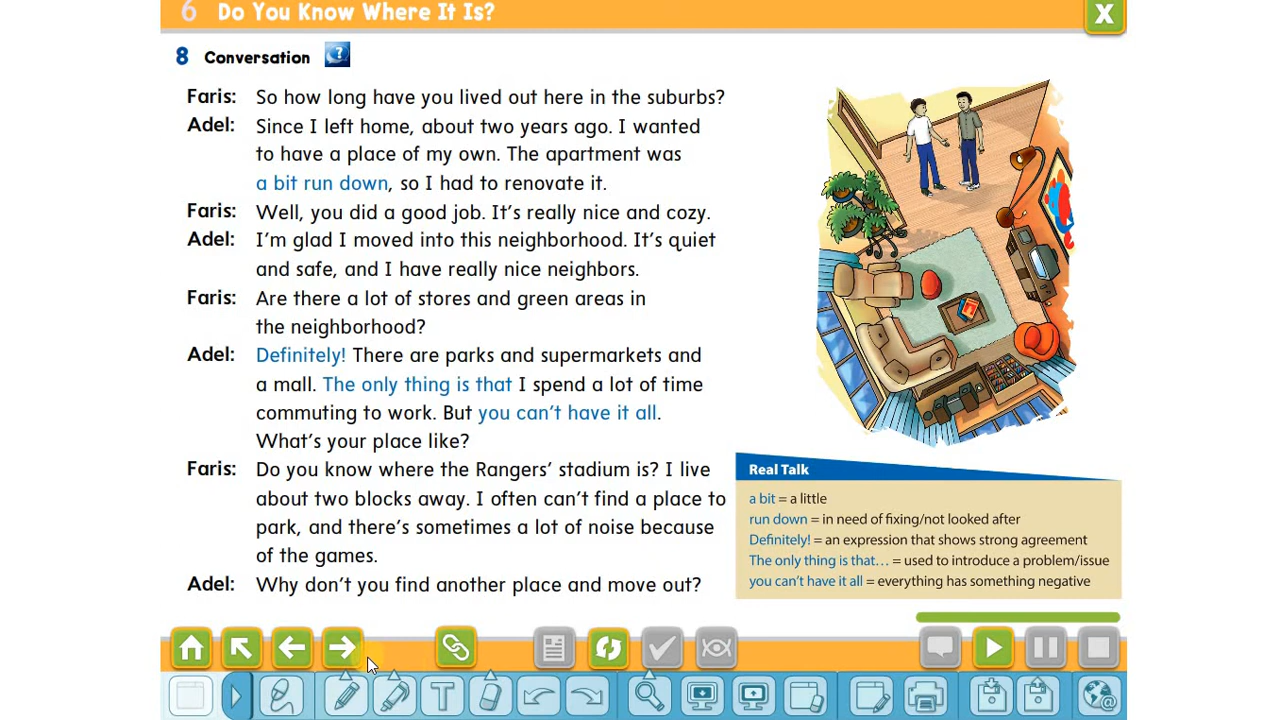 6 Do You Know Where It Is?
X
8 Conversation
?
Faris: So how long have you lived out here in the suburbs?
Adel: Since I left home, about two years ago. I wanted
to have a place of my own. The apartment was
a bit run down, so I had to renovate it.
Faris: Well, you did a good job. It's really nice and cozy.
Adel: I'm glad I moved into this neighborhood. It's quiet
and safe, and I have really nice neighbors.
Faris: Are there a lot of stores and green areas in
the neighborhood?
Adel: Definitely! There are parks and supermarkets and
a mall. The only thing is that I spend a lot of time
commuting to work. But you can't have it all.
What's your place like?
Faris: Do you know where the Rangers' stadium is? I live
about two blocks away. I often can't find a place to
park, and there's sometimes a lot of noise because
of the games.
Adel: Why don't you find another place and move out?
Real Talk
a bit = a little
run down = in need of fixing/not looked after
Definitely! = an expression that shows strong agreement
The only thing is that… = used to introduce a problem/issue
you can't have it all = everything has something negative
T
@